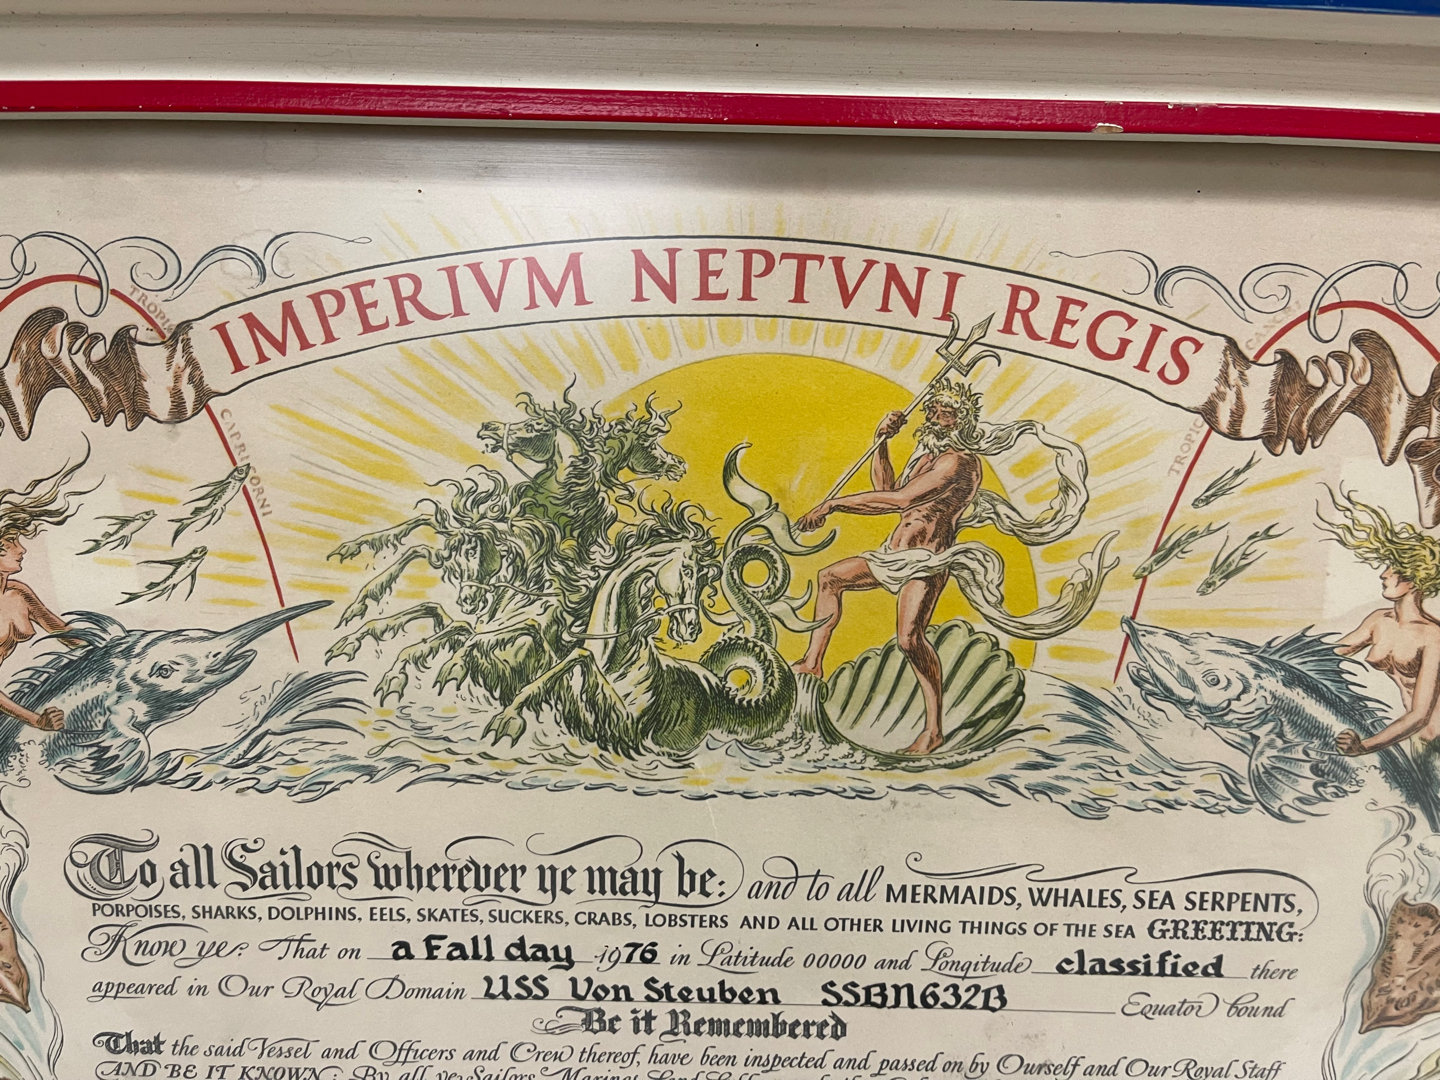 IMPERIVM NEPTVNI REGIS
TROPIC
CAPRICORNI
CANCRI
TROPIC
To all Sailors wherever ye may be: and to all MERMAIDS, WHALES, SEA SERPENTS,
PORPOISES, SHARKS, DOLPHINS, EELS, SKATES, SUCKERS, CRABS, LOBSTERS AND ALL OTHER LIVING THINGS OF THE SEA GREETING:
Know ye: That on a Fall day 1976 in Latitude 00000 and Longitude classified there
appeared in Our Royal Domain USS Von Steuben SSBN632B Equator bound
Be it Remembered
That the said Vessel and Officers and Crew thereof, have been inspected and passed on by Ourself and Our Royal Staff
AND BE IT KNOWN: By all ye Sailors